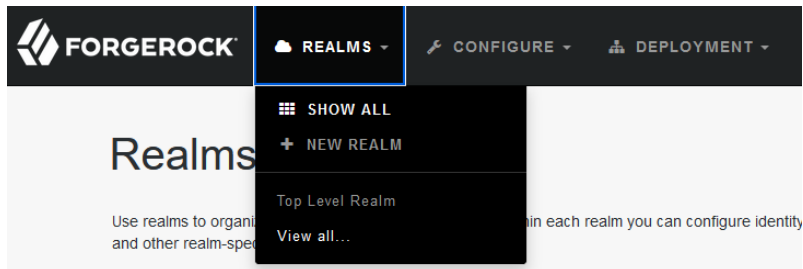 FORGEROCK REALMS CONFIGURE DEPLOYMENT
SHOW ALL
NEW REALM
Top Level Realm
View all...
Realms
Use realms to organi
in each realm you can configure identity
and other realm-spe